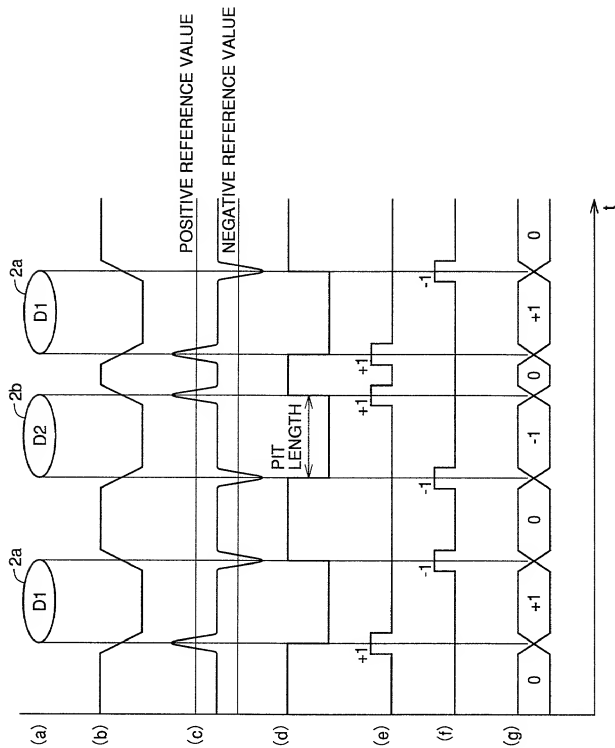 (a)
2a
D1
2b
D2
2a
D1
(b)
(c)
POSITIVE REFERENCE VALUE
NEGATIVE REFERENCE VALUE
(d)
PIT
LENGTH
(e)
+1
+1
+1
(f)
-1
-1
-1
(g)
0
+1
0
-1
0
+1
0
t